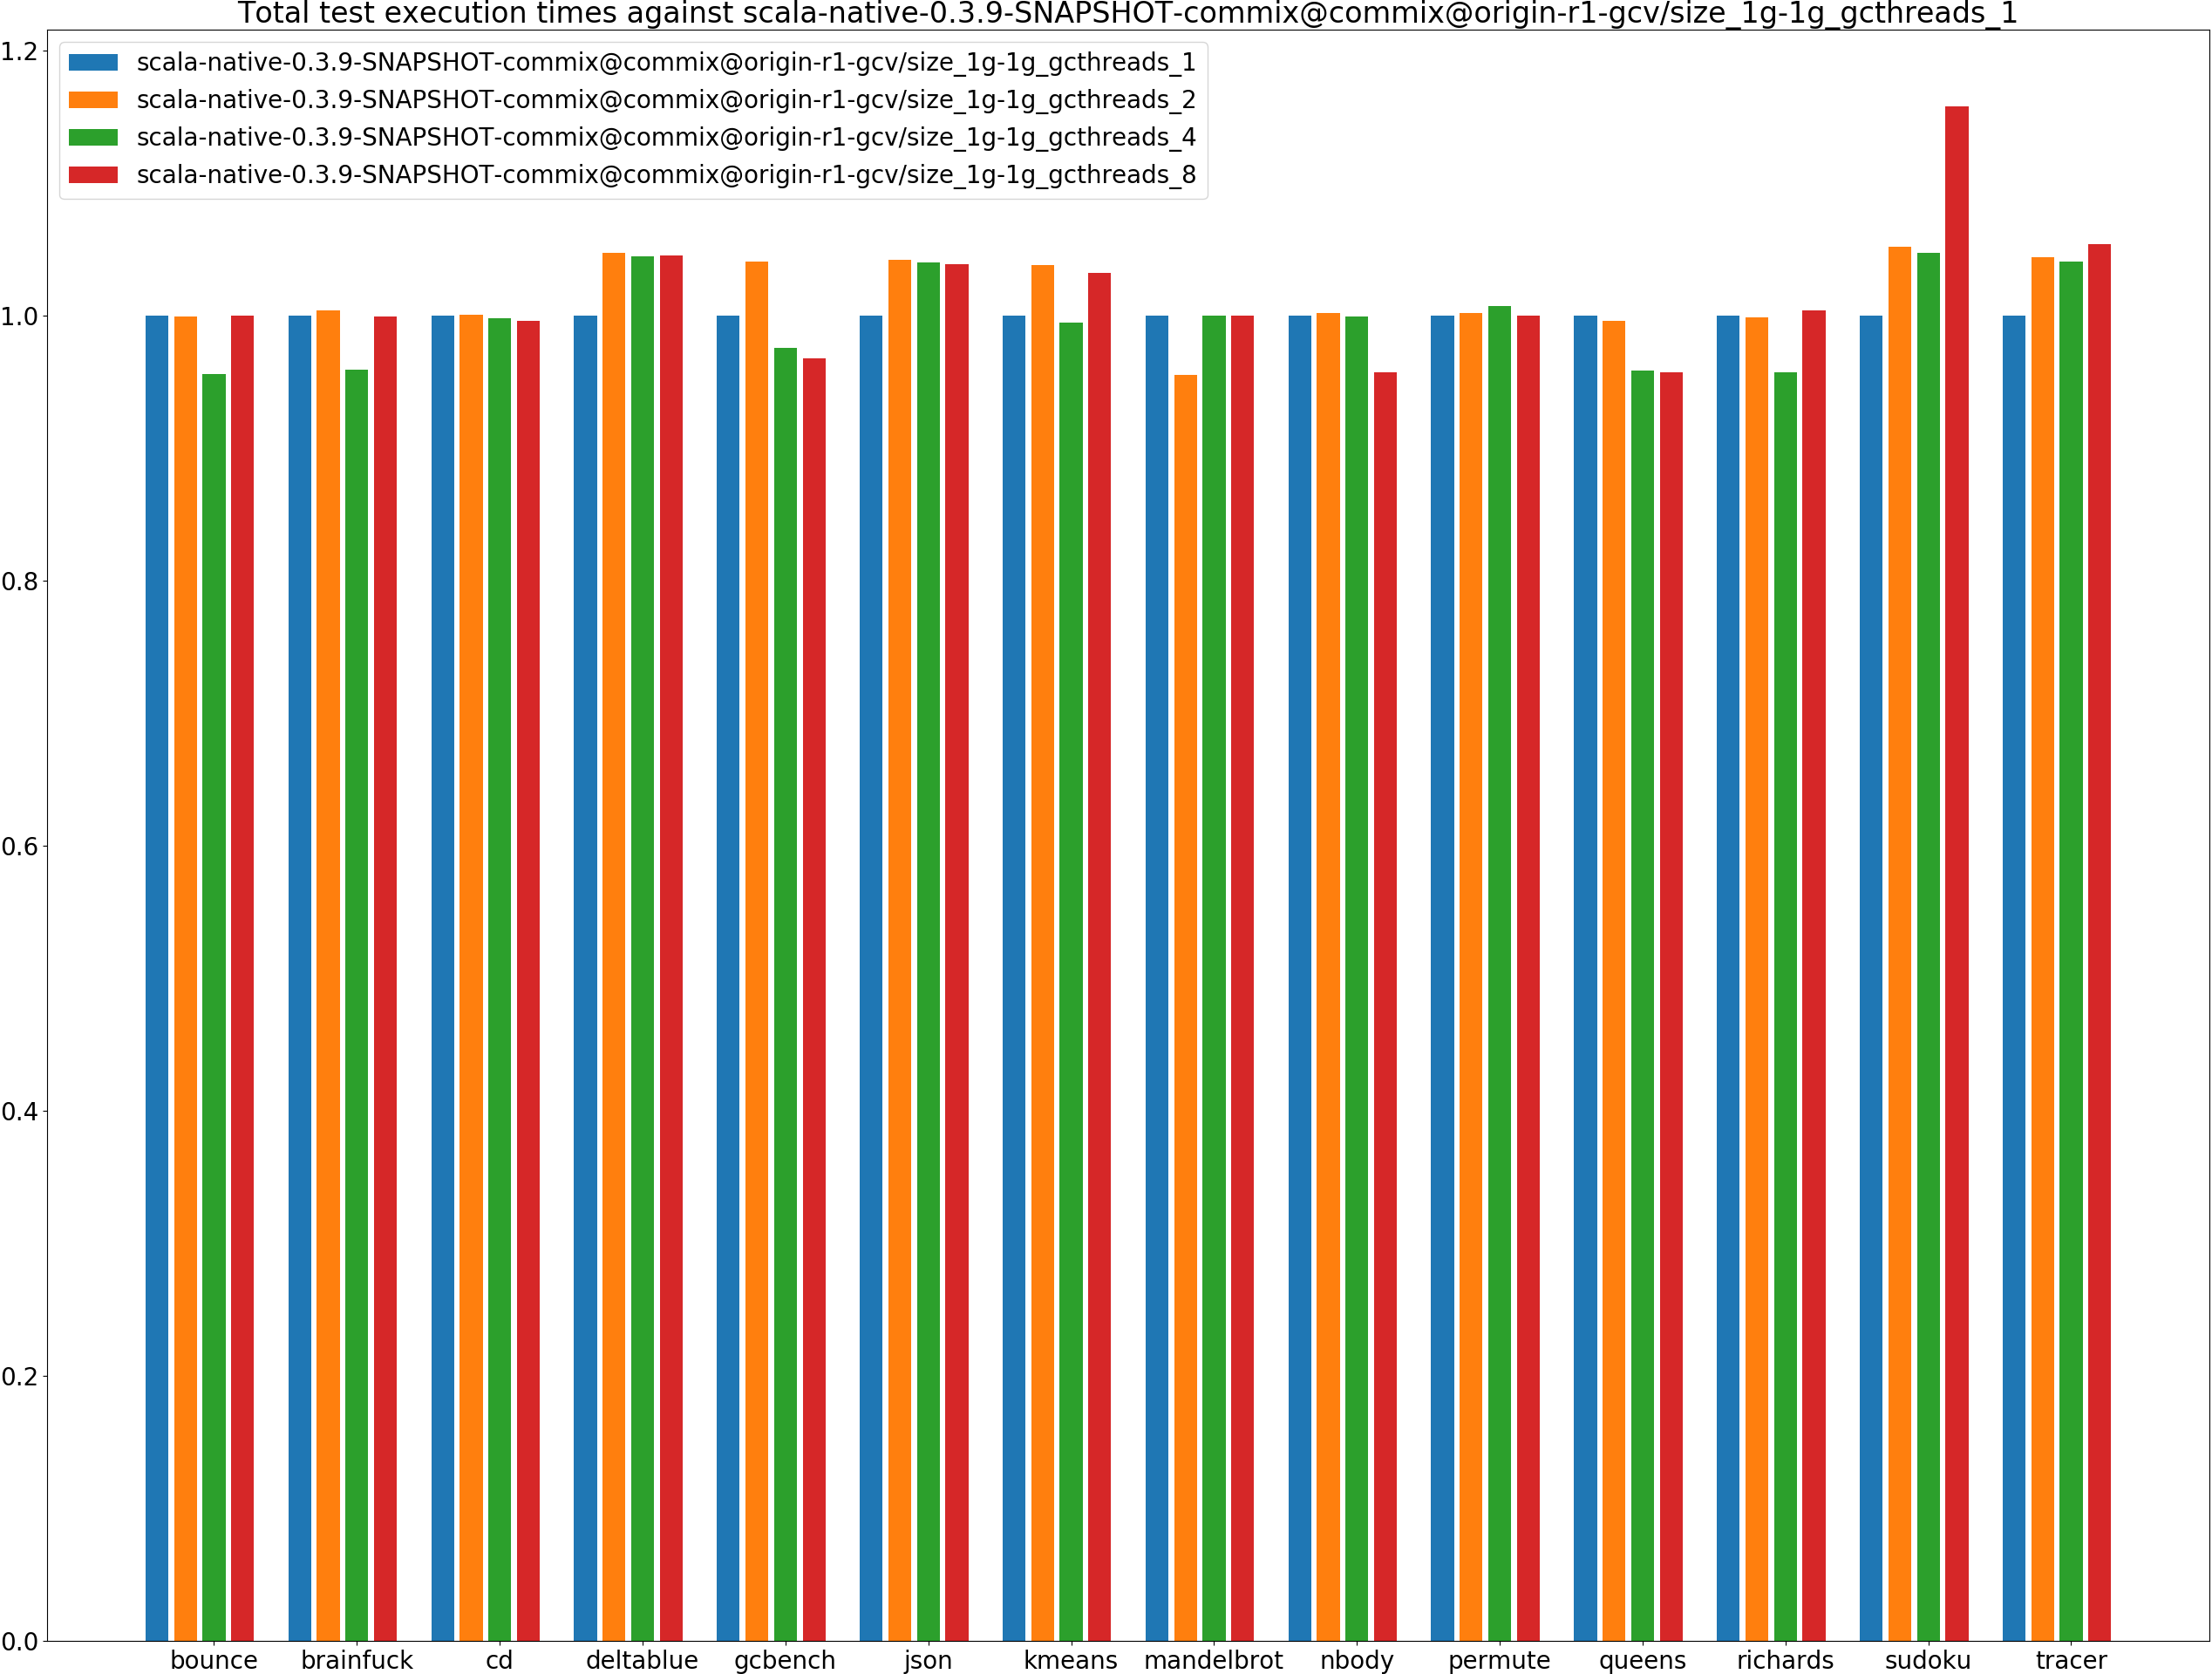 Total test execution times against scala-native-0.3.9-SNAPSHOT-commix@commix@origin-r1-gcv/size_1g-1g_gcthreads_1
scala-native-0.3.9-SNAPSHOT-commix@commix@origin-r1-gcv/size_1g-1g_gcthreads_1
scala-native-0.3.9-SNAPSHOT-commix@commix@origin-r1-gcv/size_1g-1g_gcthreads_2
scala-native-0.3.9-SNAPSHOT-commix@commix@origin-r1-gcv/size_1g-1g_gcthreads_4
scala-native-0.3.9-SNAPSHOT-commix@commix@origin-r1-gcv/size_1g-1g_gcthreads_8
1.2
1.0
0.8
0.6
0.4
0.2
0.0
bounce brainfuck cd deltablue gcbench json kmeans mandelbrot nbody permute queens richards sudoku tracer